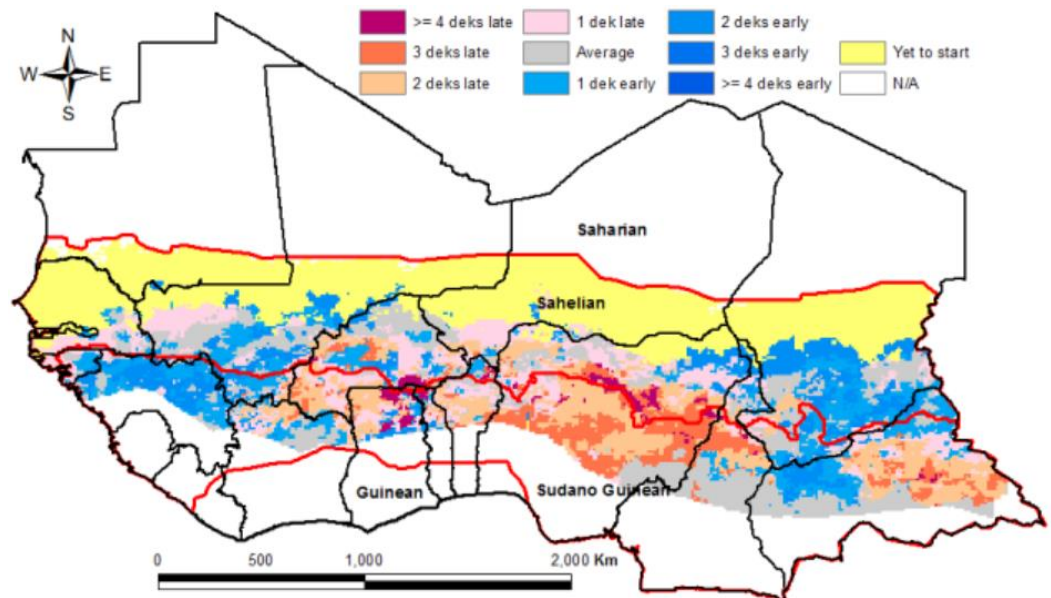 N
W E
S
>= 4 deks late 1 dek late 2 deks early
3 deks late Average 3 deks early Yet to start
2 deks late 1 dek early >= 4 deks early N/A
Saharian
Sahelian
Guinean Sudano Guinean
0 500 1,000 2,000 Km